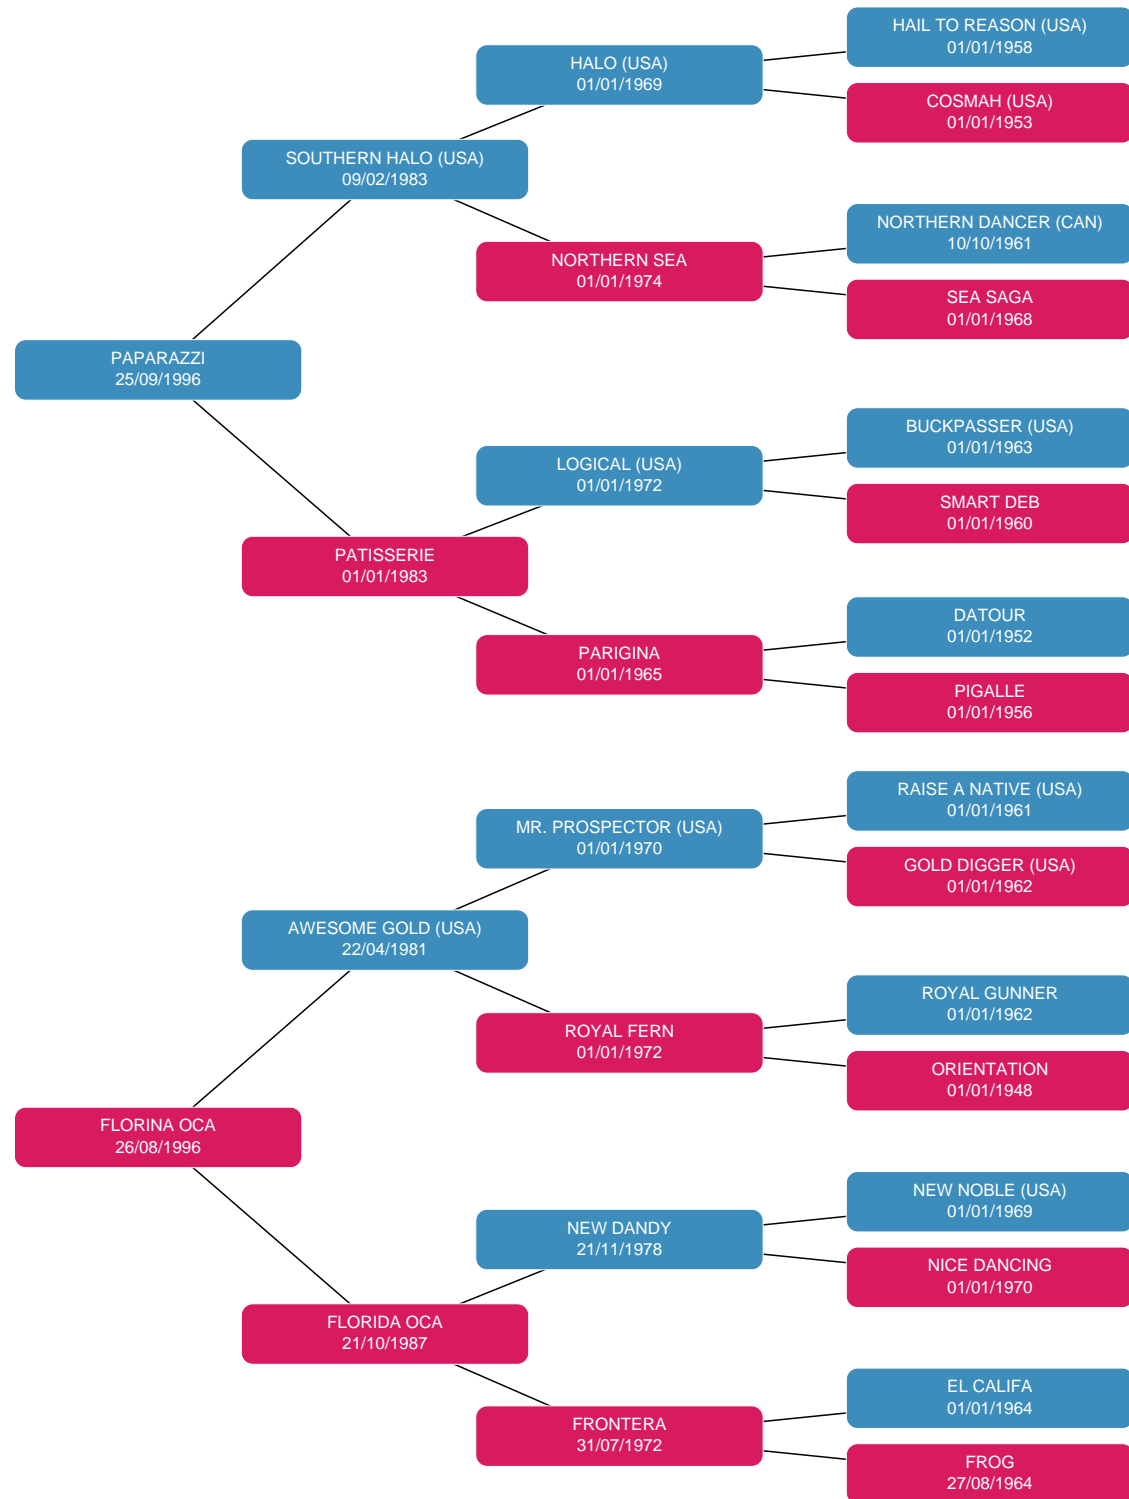 HAIL TO REASON (USA)
01/01/1958
HALO (USA)
01/01/1969
COSMAH (USA)
01/01/1953
SOUTHERN HALO (USA)
09/02/1983
NORTHERN DANCER (CAN)
10/10/1961
NORTHERN SEA
01/01/1974
SEA SAGA
01/01/1968
PAPARAZZI
25/09/1996
BUCKPASSER (USA)
01/01/1963
LOGICAL (USA)
01/01/1972
SMART DEB
01/01/1960
PATISSERIE
01/01/1983
DATOUR
01/01/1952
PARIGINA
01/01/1965
PIGALLE
01/01/1956
RAISE A NATIVE (USA)
01/01/1961
MR. PROSPECTOR (USA)
01/01/1970
GOLD DIGGER (USA)
01/01/1962
AWESOME GOLD (USA)
22/04/1981
ROYAL GUNNER
01/01/1962
ROYAL FERN
01/01/1972
ORIENTATION
01/01/1948
FLORINA OCA
26/08/1996
NEW NOBLE (USA)
01/01/1969
NEW DANDY
21/11/1978
NICE DANCING
01/01/1970
FLORIDA OCA
21/10/1987
EL CALIFA
01/01/1964
FRONTERA
31/07/1972
FROG
27/08/1964